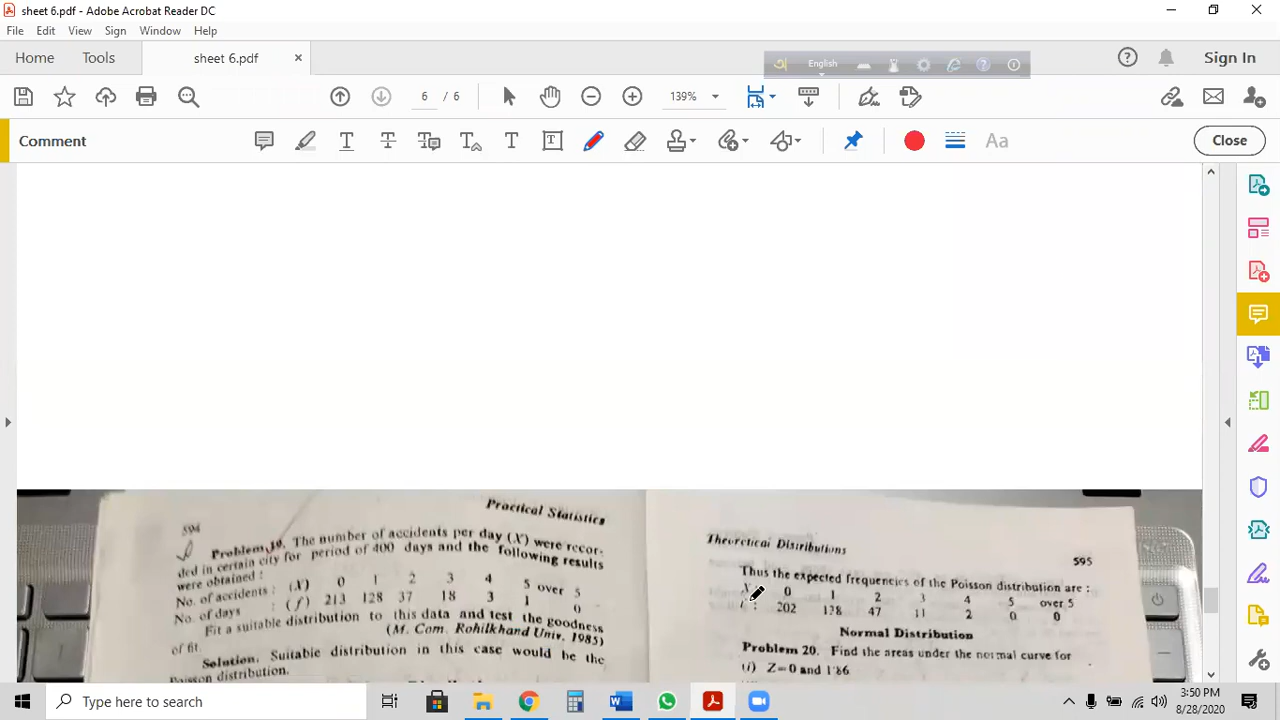 sheet 6.pdf - Adobe Acrobat Reader DC
File Edit View Sign Window Help
Home Tools sheet 6.pdf × English Sign In
6 / 6 139%
Comment Aa Close
Practical Statistics
594
Problem 19. The number of accidents per day (X) were recor-
ded in certain city for period of 400 days and the following results
were obtained :
No. of accidents : (X) 0 1 2 3 4 5 over 5
No. of days : (f) 213 128 37 18 3 1 0
Fit a suitable distribution to this data and test the goodness
of fit. (M. Com. Rohilkhand Univ. 1985)
Solution. Suitable distribution in this case would be the
Poisson distribution.
Theoretical Distributions 595
Thus the expected frequencies of the Poisson distribution are :
0 1 2 3 4 5 over 5
202 138 47 11 2 0 0
Normal Distribution
Problem 20. Find the areas under the normal curve for
(i) Z=0 and 1'86
Type here to search
3:50 PM
8/28/2020